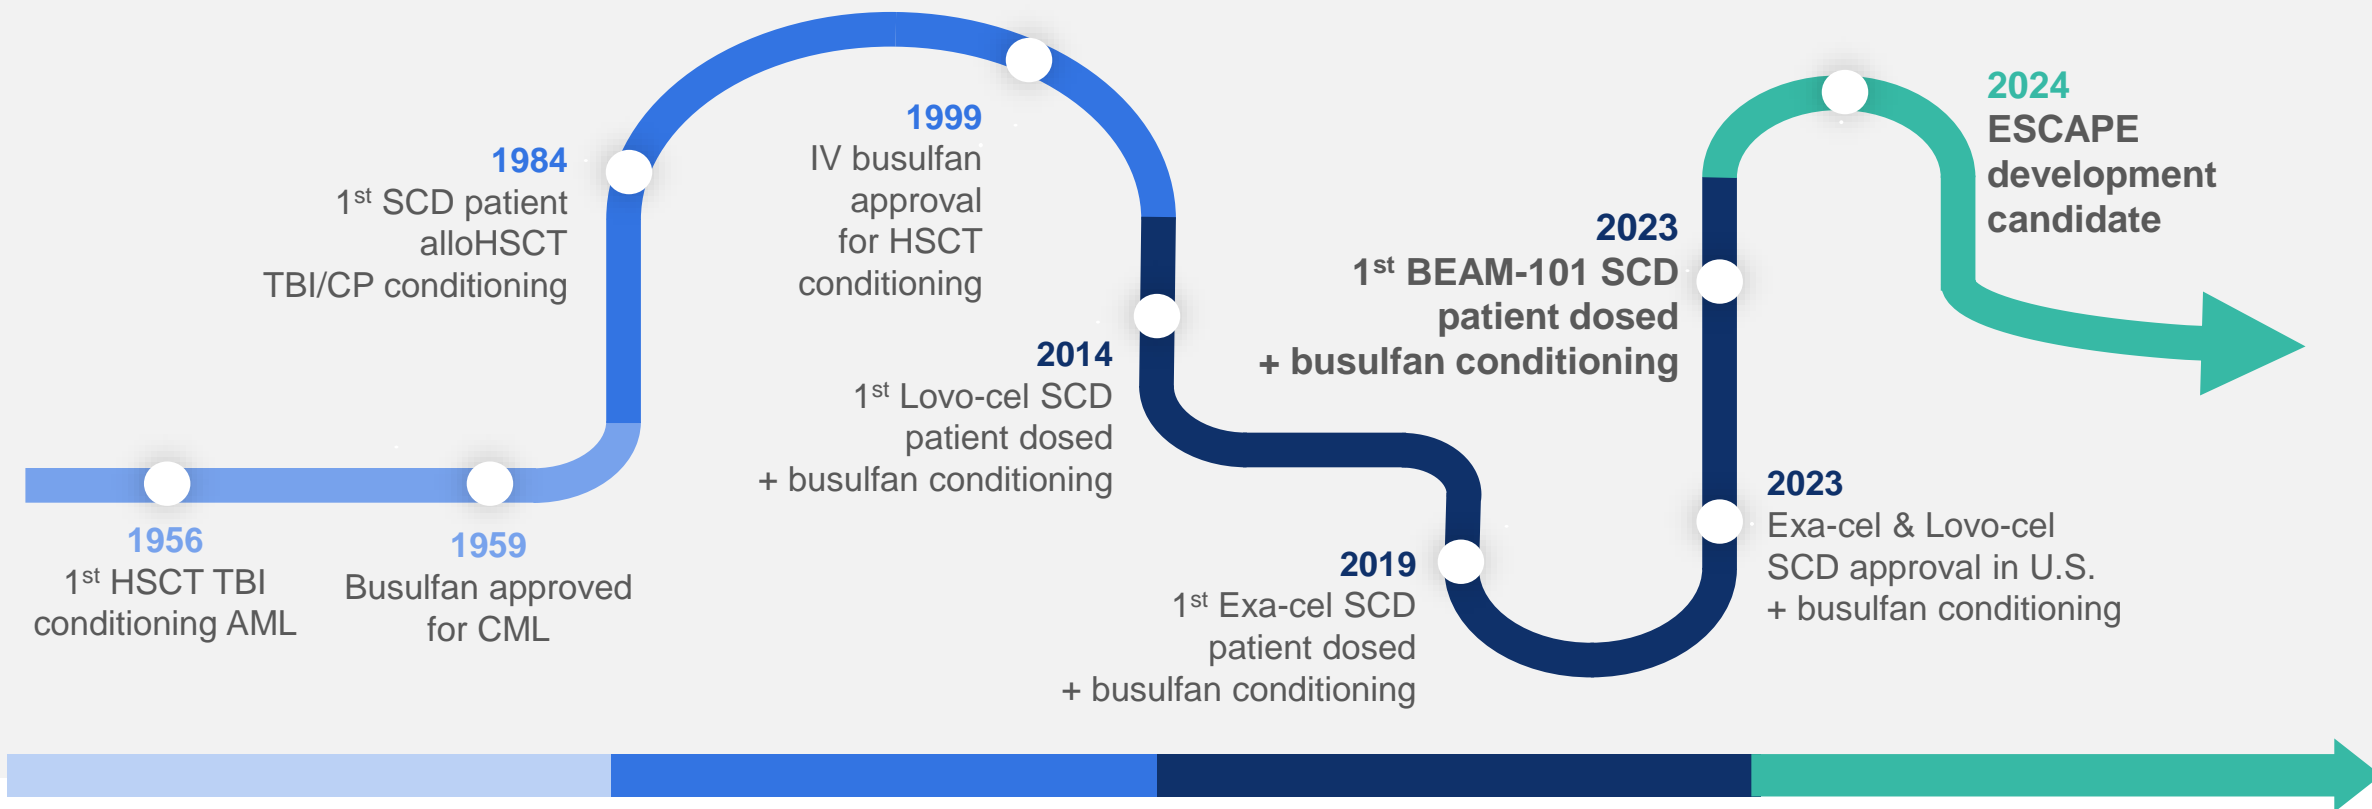 1956
1st HSCT TBI
conditioning AML
1959
Busulfan approved
for CML
1984
1st SCD patient
alloHSCT
TBI/CP conditioning
1999
IV busulfan
approval
for HSCT
conditioning
2014
1st Lovo-cel SCD
patient dosed
+ busulfan conditioning
2019
1st Exa-cel SCD
patient dosed
+ busulfan conditioning
2023
Exa-cel & Lovo-cel
SCD approval in U.S.
+ busulfan conditioning
2023
1st BEAM-101 SCD
patient dosed
+ busulfan conditioning
2024
ESCAPE
development
candidate